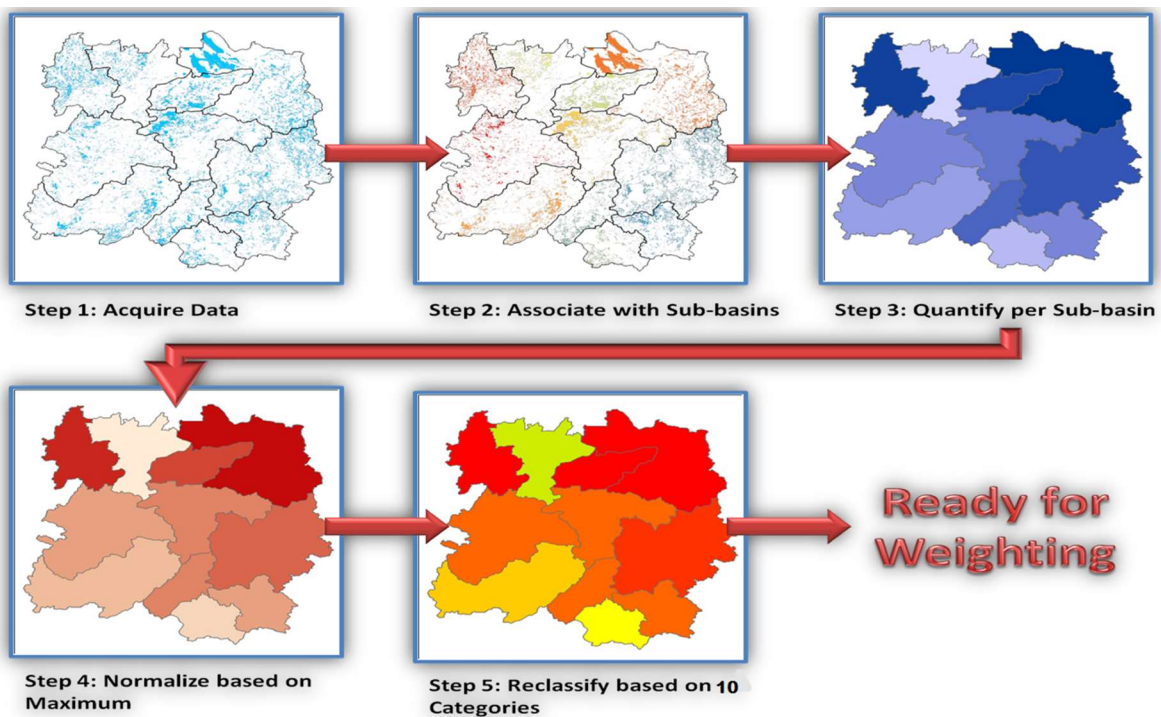 Step 1: Acquire Data
Step 2: Associate with Sub-basins
Step 3: Quantify per Sub-basin
Step 4: Normalize based on
Maximum
Step 5: Reclassify based on 10
Categories
Ready for
Weighting